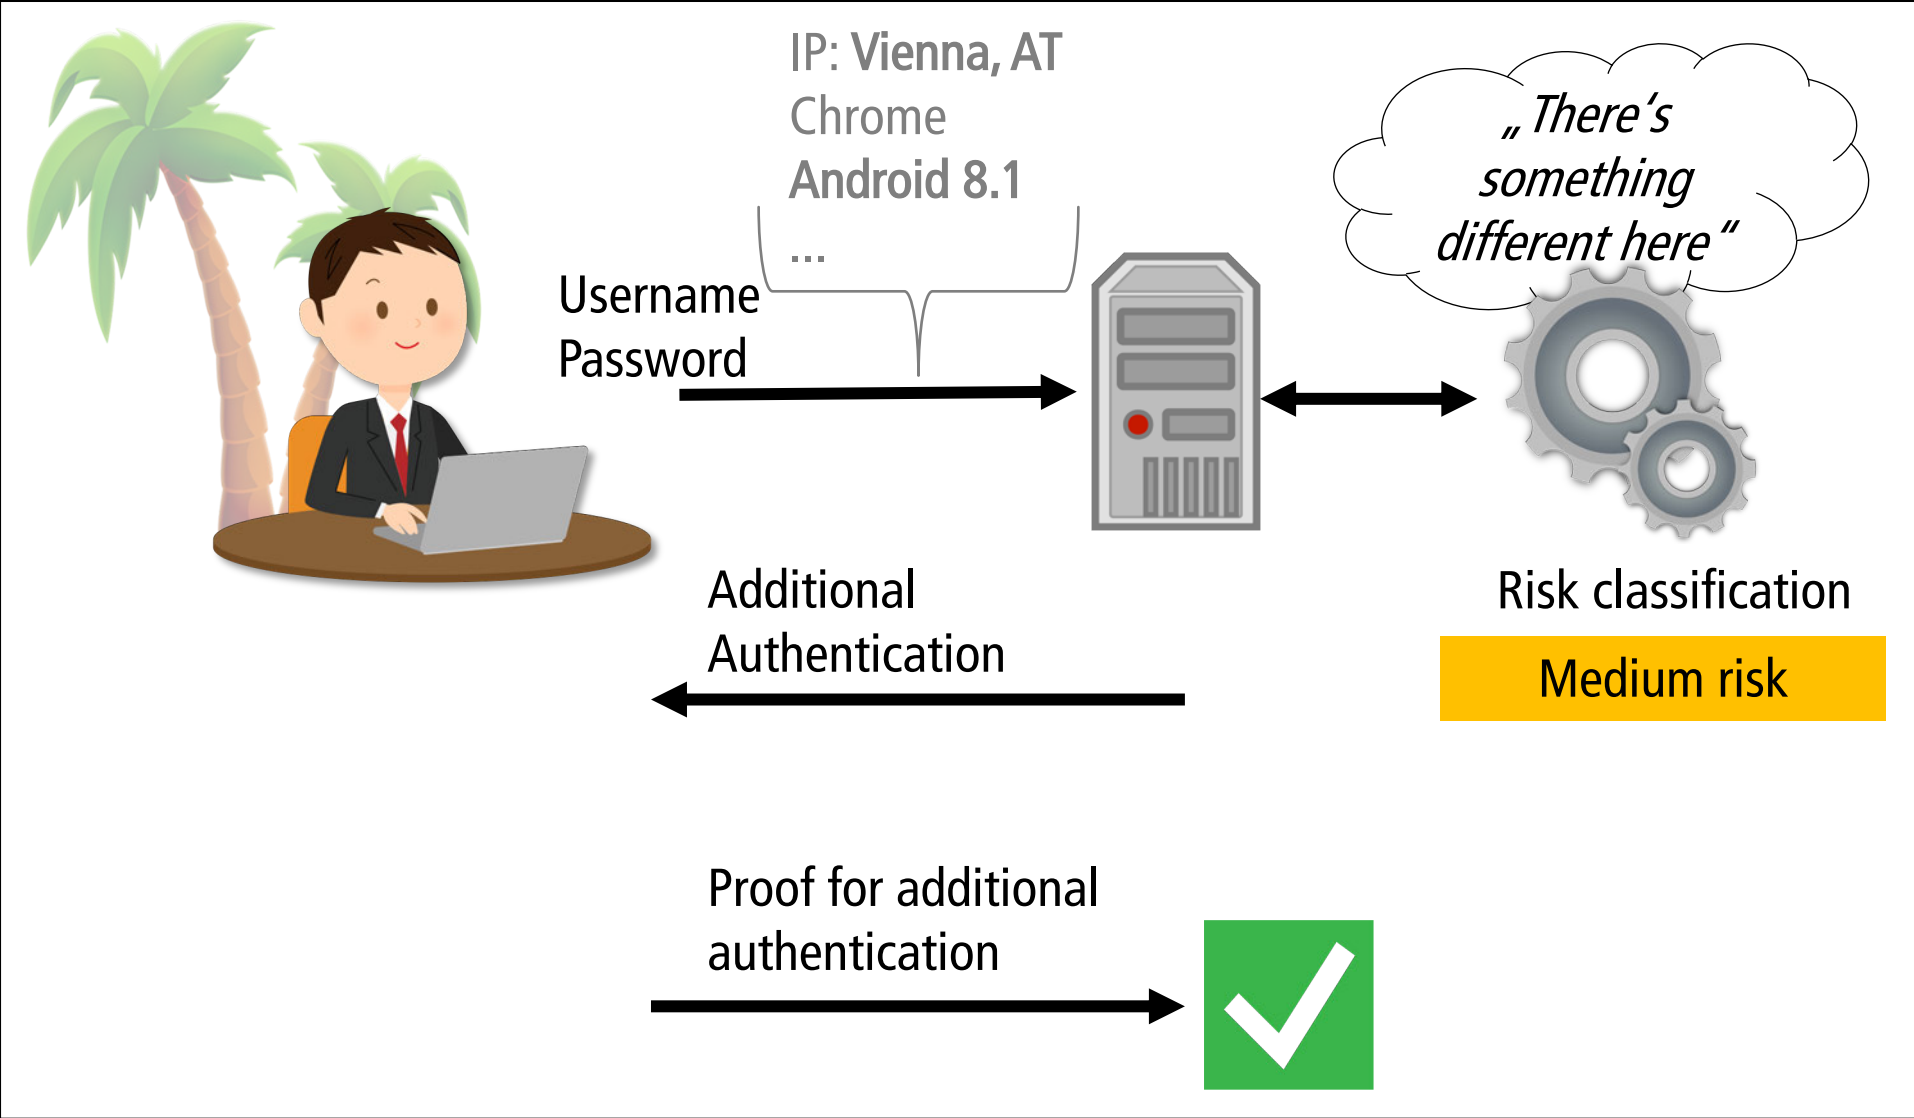 IP: Vienna, AT
Chrome
Android 8.1
...
Username
Password
„There‘s
something
different here“
Additional
Authentication
Risk classification
Medium risk
Proof for additional
authentication